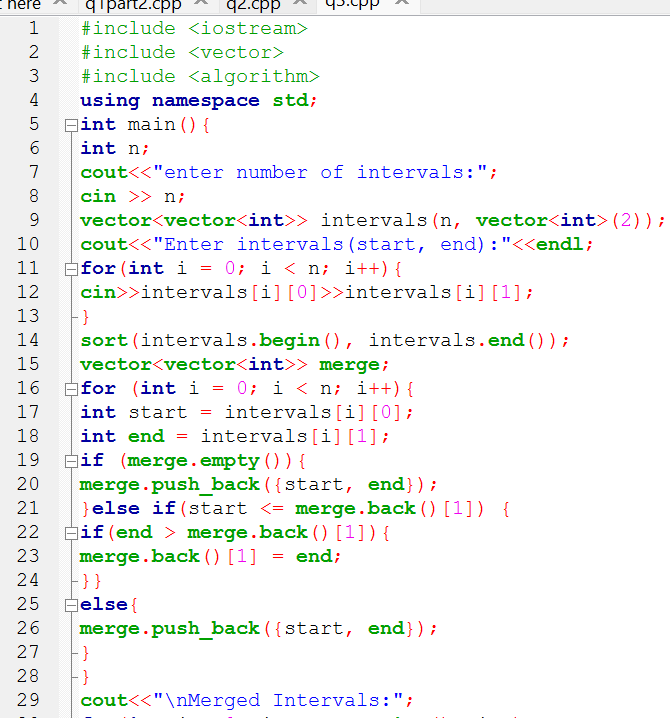 t here q1part2.cpp q2.cpp q3.cpp
1 #include <iostream>
2 #include <vector>
3 #include <algorithm>
4 using namespace std;
5 int main(){
6 int n;
7 cout<<"enter number of intervals:";
8 cin >> n;
9 vector<vector<int>> intervals(n, vector<int>(2));
10 cout<<"Enter intervals(start, end):"<<endl;
11 for(int i = 0; i < n; i++){
12 cin>>intervals[i][0]>>intervals[i][1];
13 }
14 sort(intervals.begin(), intervals.end());
15 vector<vector<int>> merge;
16 for (int i = 0; i < n; i++){
17 int start = intervals[i][0];
18 int end = intervals[i][1];
19 if (merge.empty()){
20 merge.push_back({start, end});
21 }else if(start <= merge.back()[1]) {
22 if(end > merge.back()[1]){
23 merge.back()[1] = end;
24 }}
25 else{
26 merge.push_back({start, end});
27 }
28 }
29 cout<<"\nMerged Intervals:";